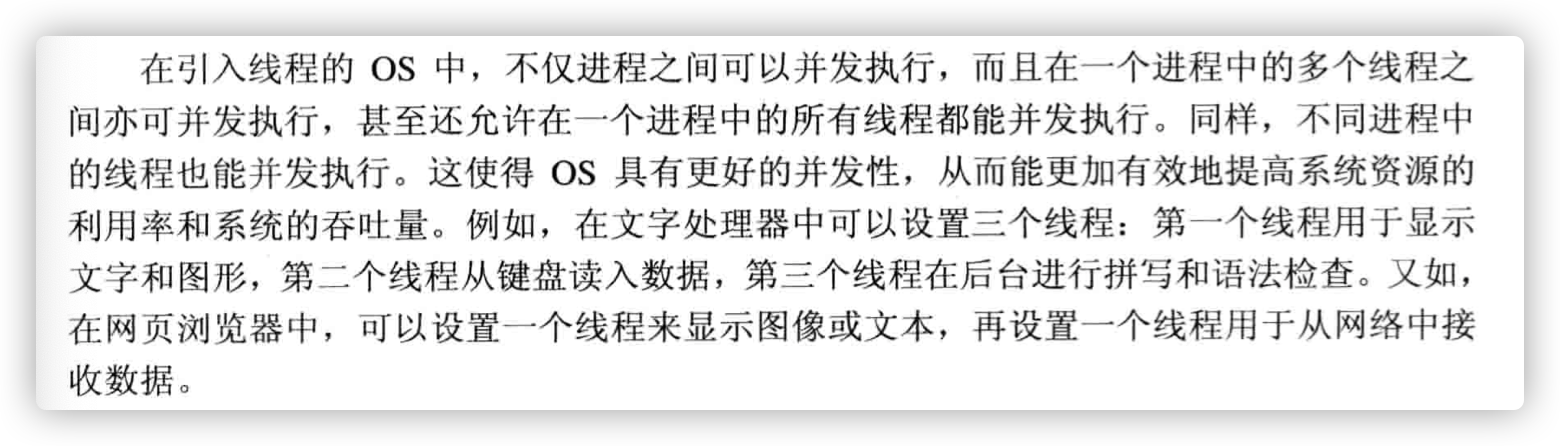 在引入线程的 OS 中，不仅进程之间可以并发执行，而且在一个进程中的多个线程之
间亦可并发执行，甚至还允许在一个进程中的所有线程都能并发执行。同样，不同进程中
的线程也能并发执行。这使得 OS 具有更好的并发性，从而能更加有效地提高系统资源的
利用率和系统的吞吐量。例如，在文字处理器中可以设置三个线程：第一个线程用于显示
文字和图形，第二个线程从键盘读入数据，第三个线程在后台进行拼写和语法检查。又如，
在网页浏览器中，可以设置一个线程来显示图像或文本，再设置一个线程用于从网络中接
收数据。